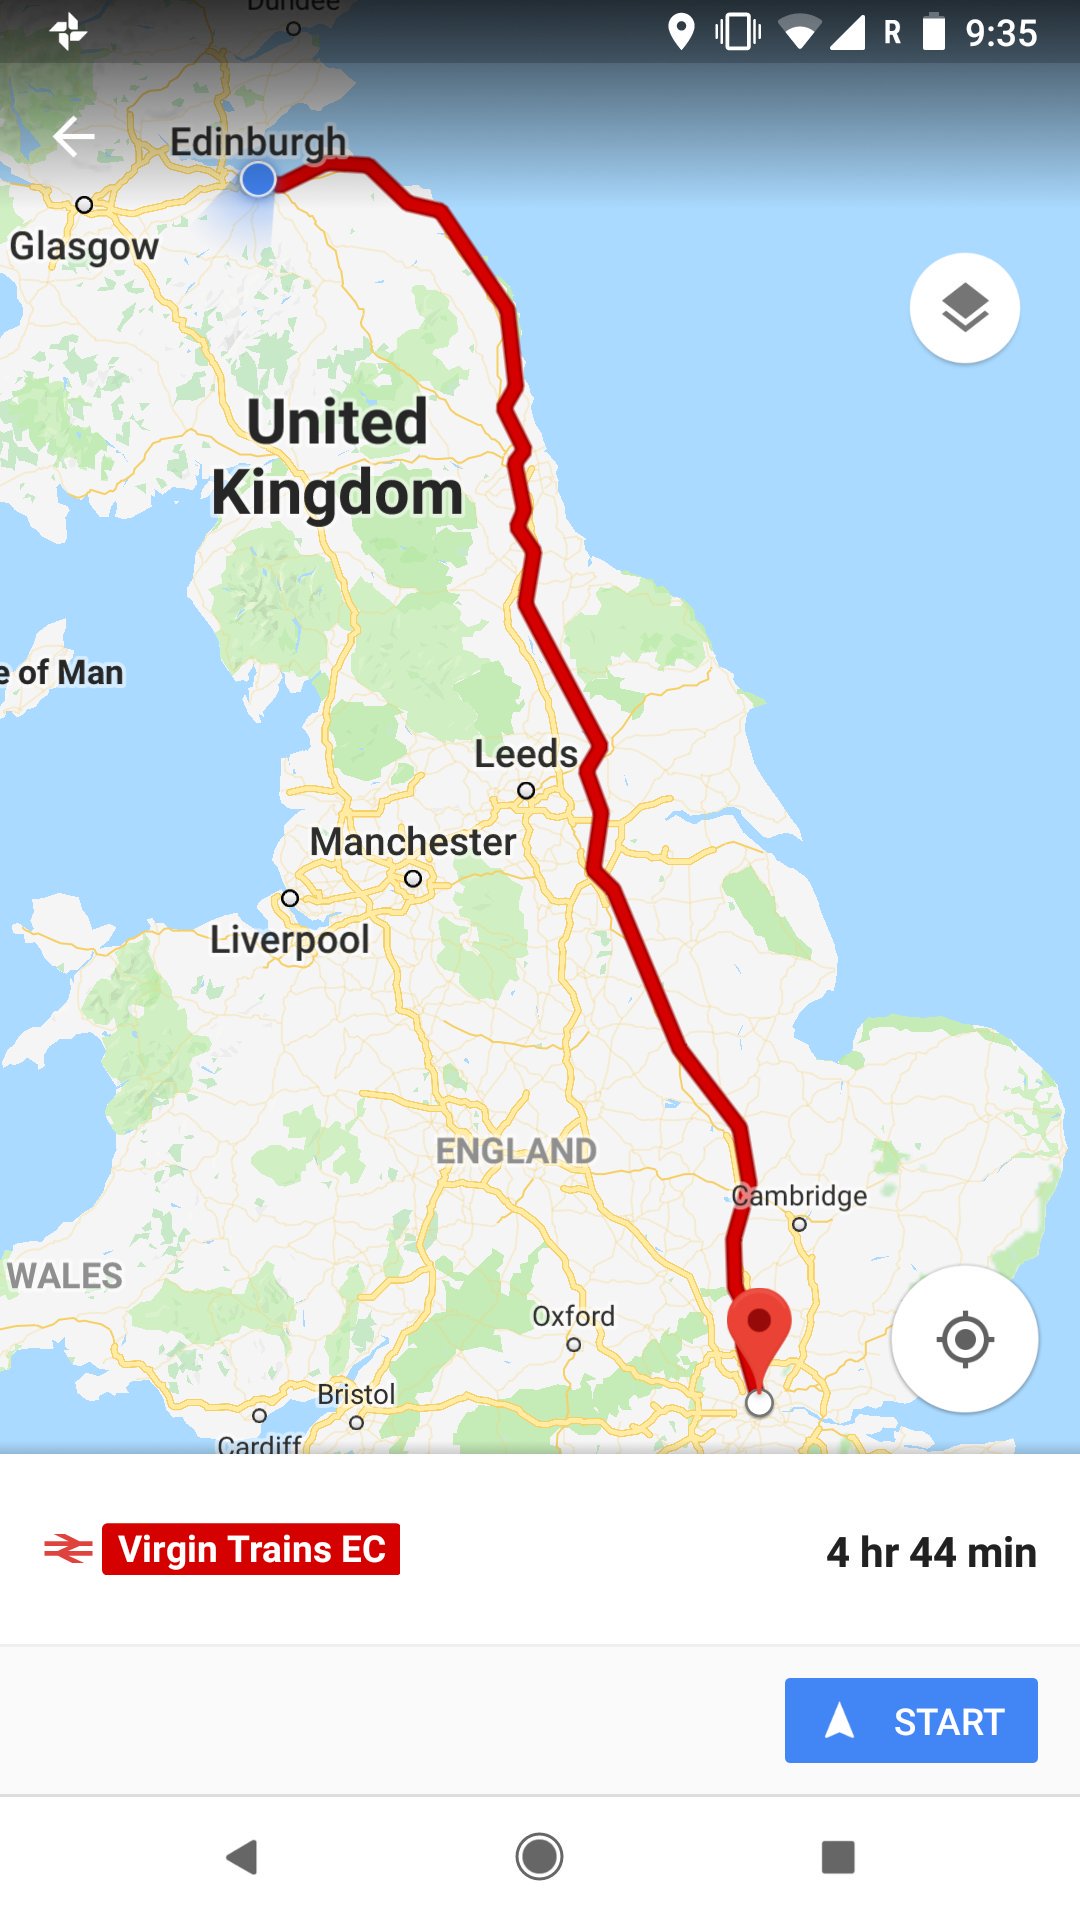 Dundee
R 9:35
Edinburgh
Glasgow
United
Kingdom
e of Man
Leeds
Manchester
Liverpool
ENGLAND
Cambridge
WALES
Oxford
Bristol
Cardiff
Virgin Trains EC
4 hr 44 min
START